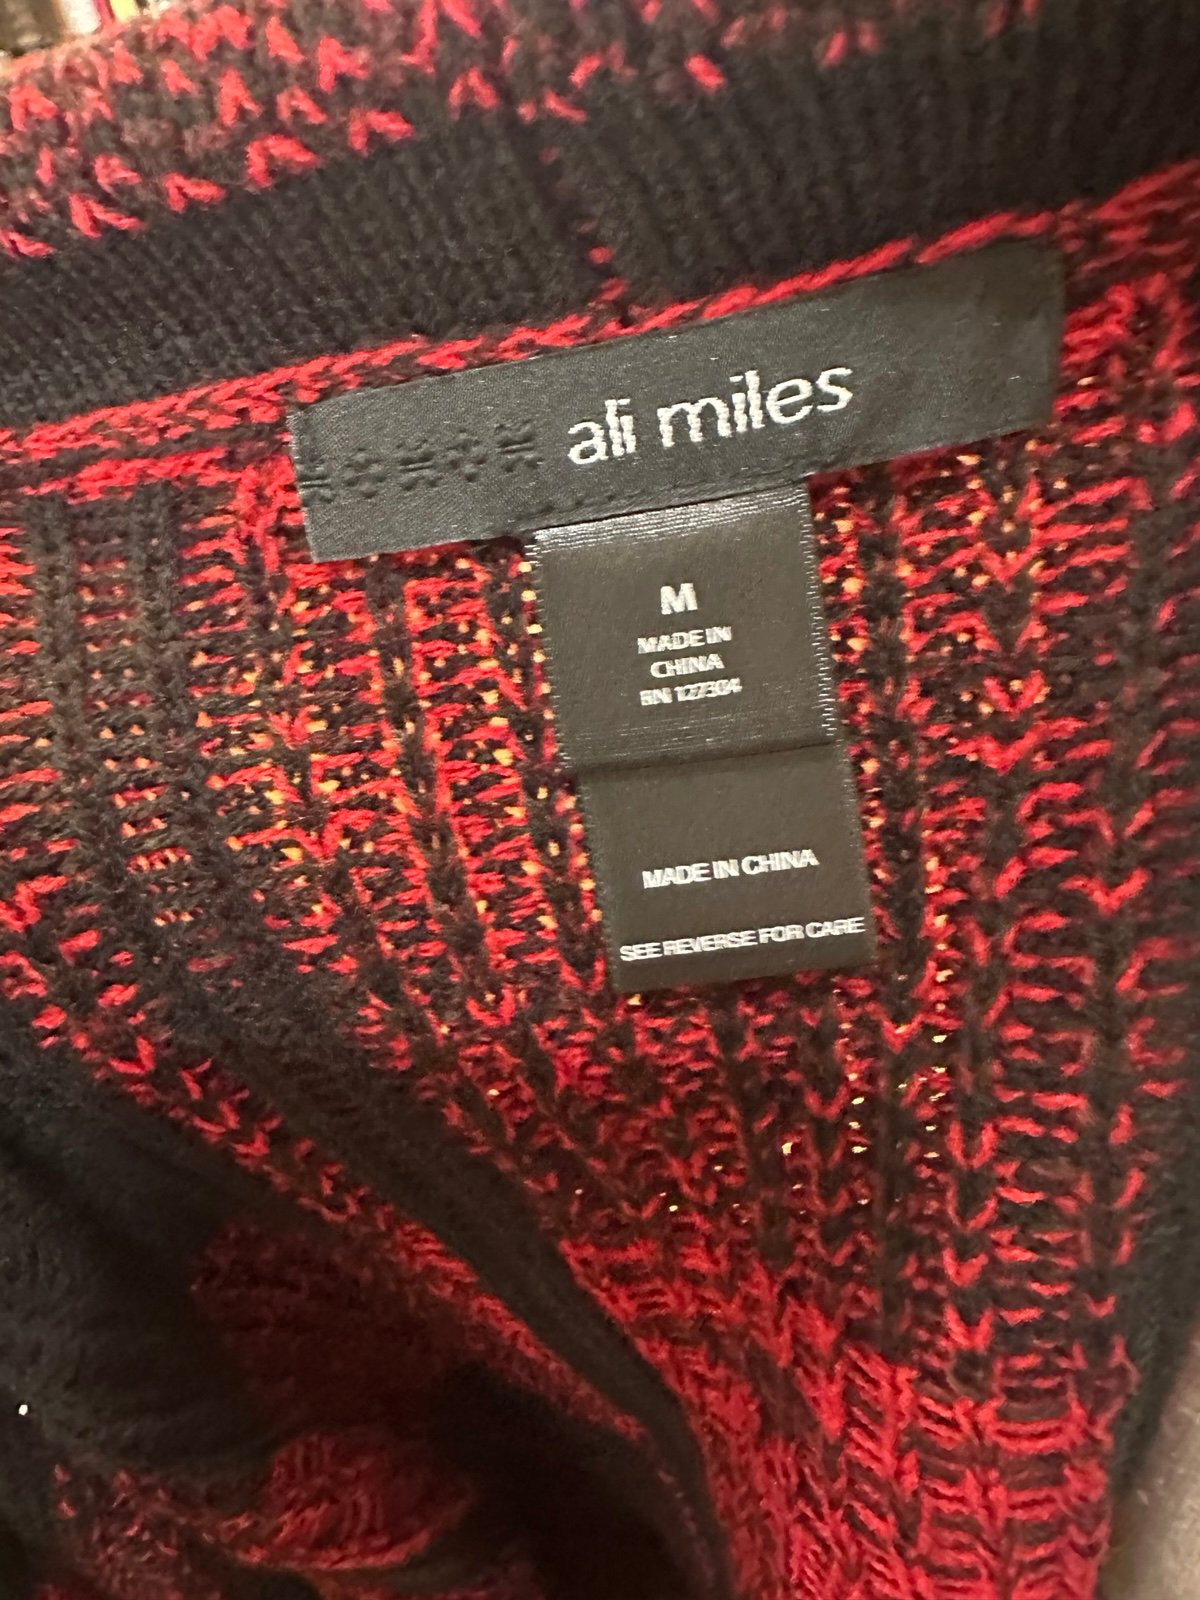 ali miles
M
MADE IN
CHINA
RN 127304
MADE IN CHINA
SEE REVERSE FOR CARE